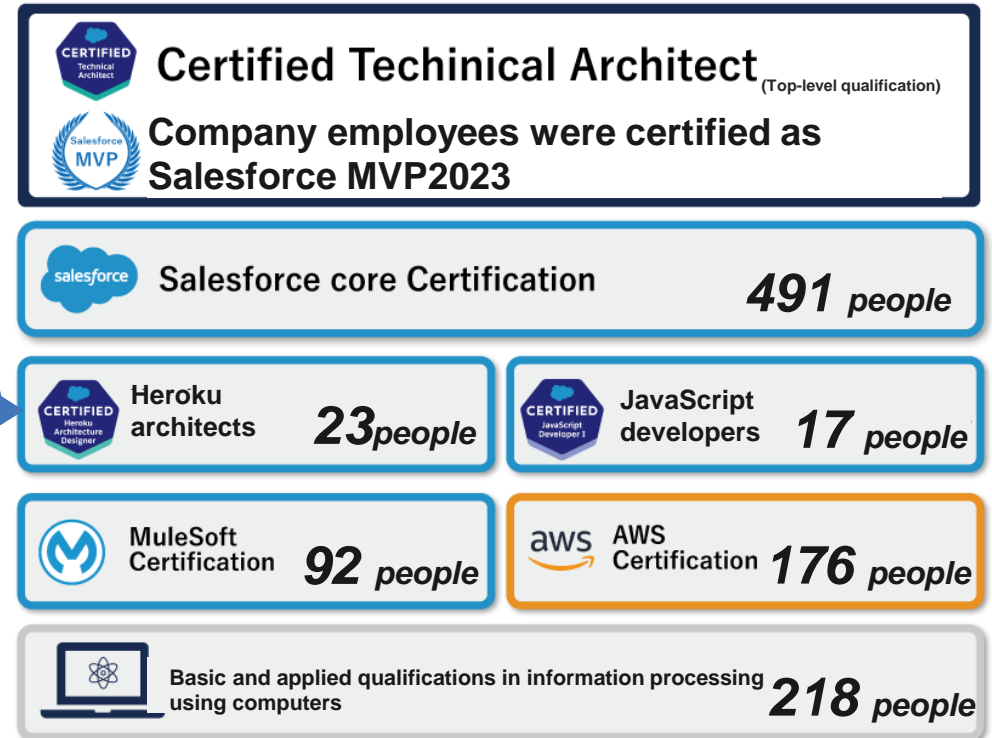 CERTIFIED
Technical
Architect
Certified Techinical Architect (Top-level qualification)
Salesforce
MVP
Company employees were certified as
Salesforce MVP2023
salesforce
Salesforce core Certification
491 people
CERTIFIED
Heroku
Architecture
Designer
Heroku
architects
23people
CERTIFIED
JavaScript
Developer I
JavaScript
developers
17 people
MuleSoft
Certification
92 people
aws
AWS
Certification
176 people
Basic and applied qualifications in information processing
using computers
218 people